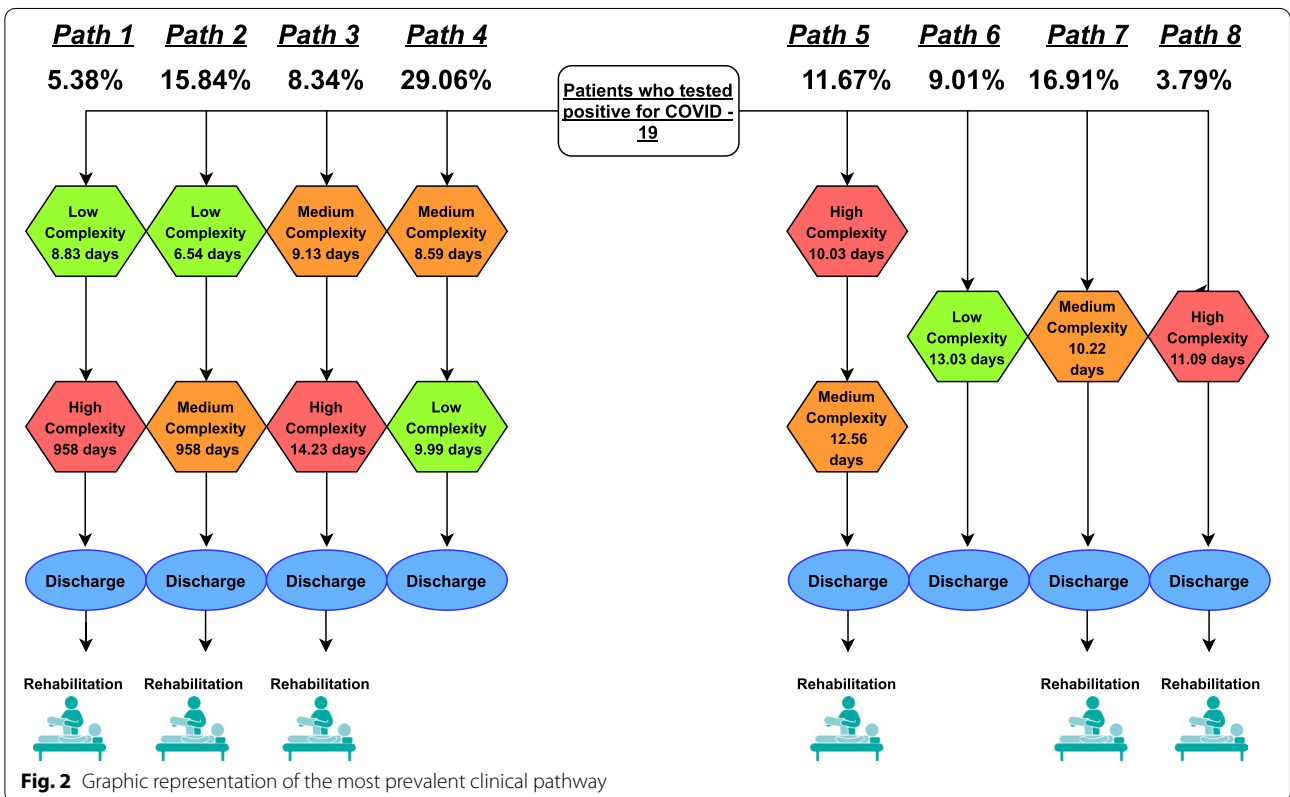 Path 1
Path 2
Path 3
Path 4
Path 5
Path 6
Path 7
Path 8
5.38%
15.84%
8.34%
29.06%
11.67%
9.01%
16.91%
3.79%
Patients who tested
positive for COVID -
19
Low
Complexity
8.83 days
Low
Complexity
6.54 days
Medium
Complexity
9.13 days
Medium
Complexity
8.59 days
High
Complexity
10.03 days
Low
Complexity
13.03 days
Medium
Complexity
10.22
days
High
Complexity
11.09 days
High
Complexity
958 days
Medium
Complexity
958 days
High
Complexity
14.23 days
Low
Complexity
9.99 days
Medium
Complexity
12.56
days
Discharge
Discharge
Discharge
Discharge
Discharge
Discharge
Discharge
Discharge
Rehabilitation
Rehabilitation
Rehabilitation
Rehabilitation
Rehabilitation
Rehabilitation
Fig. 2 Graphic representation of the most prevalent clinical pathway